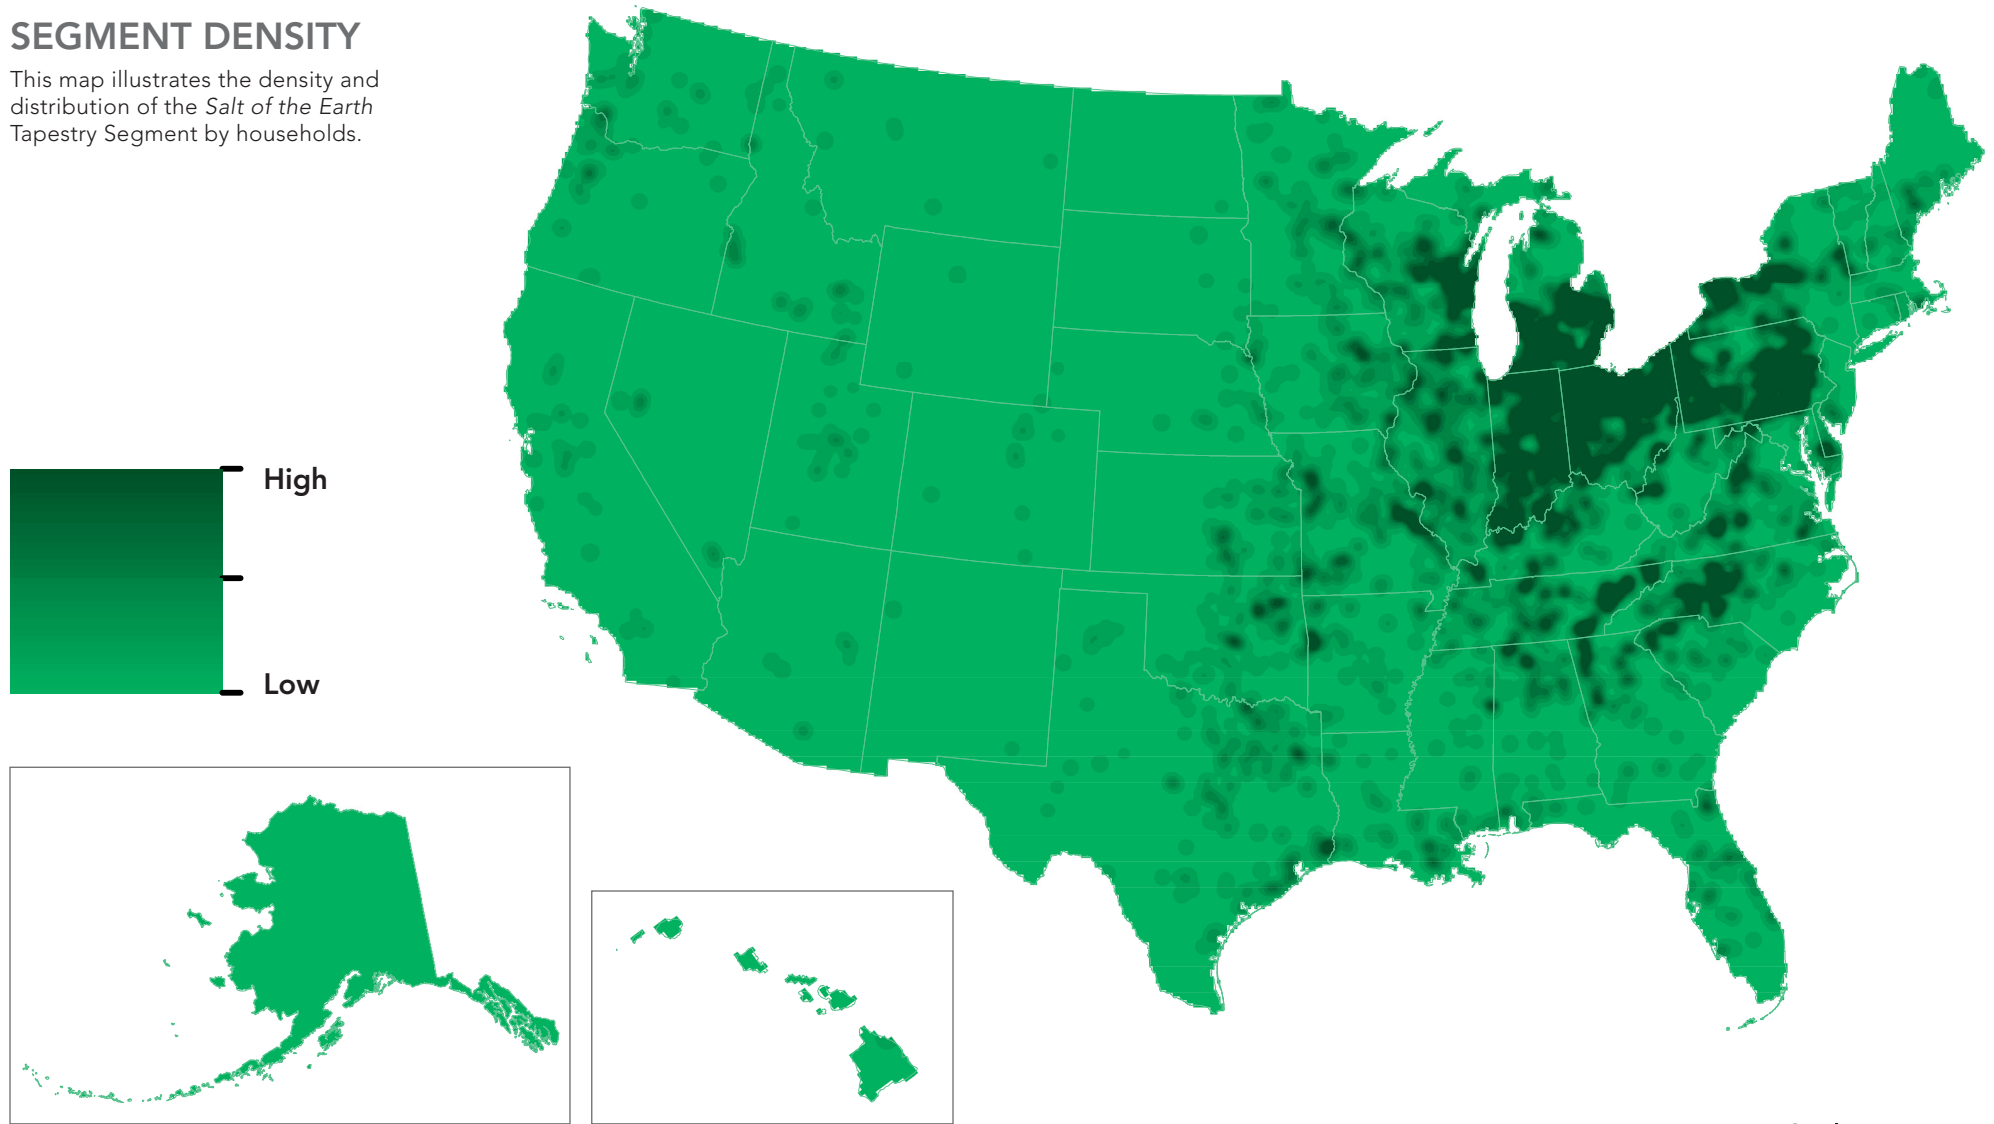 SEGMENT DENSITY
This map illustrates the density and
distribution of the Salt of the Earth
Tapestry Segment by households.
High
Low